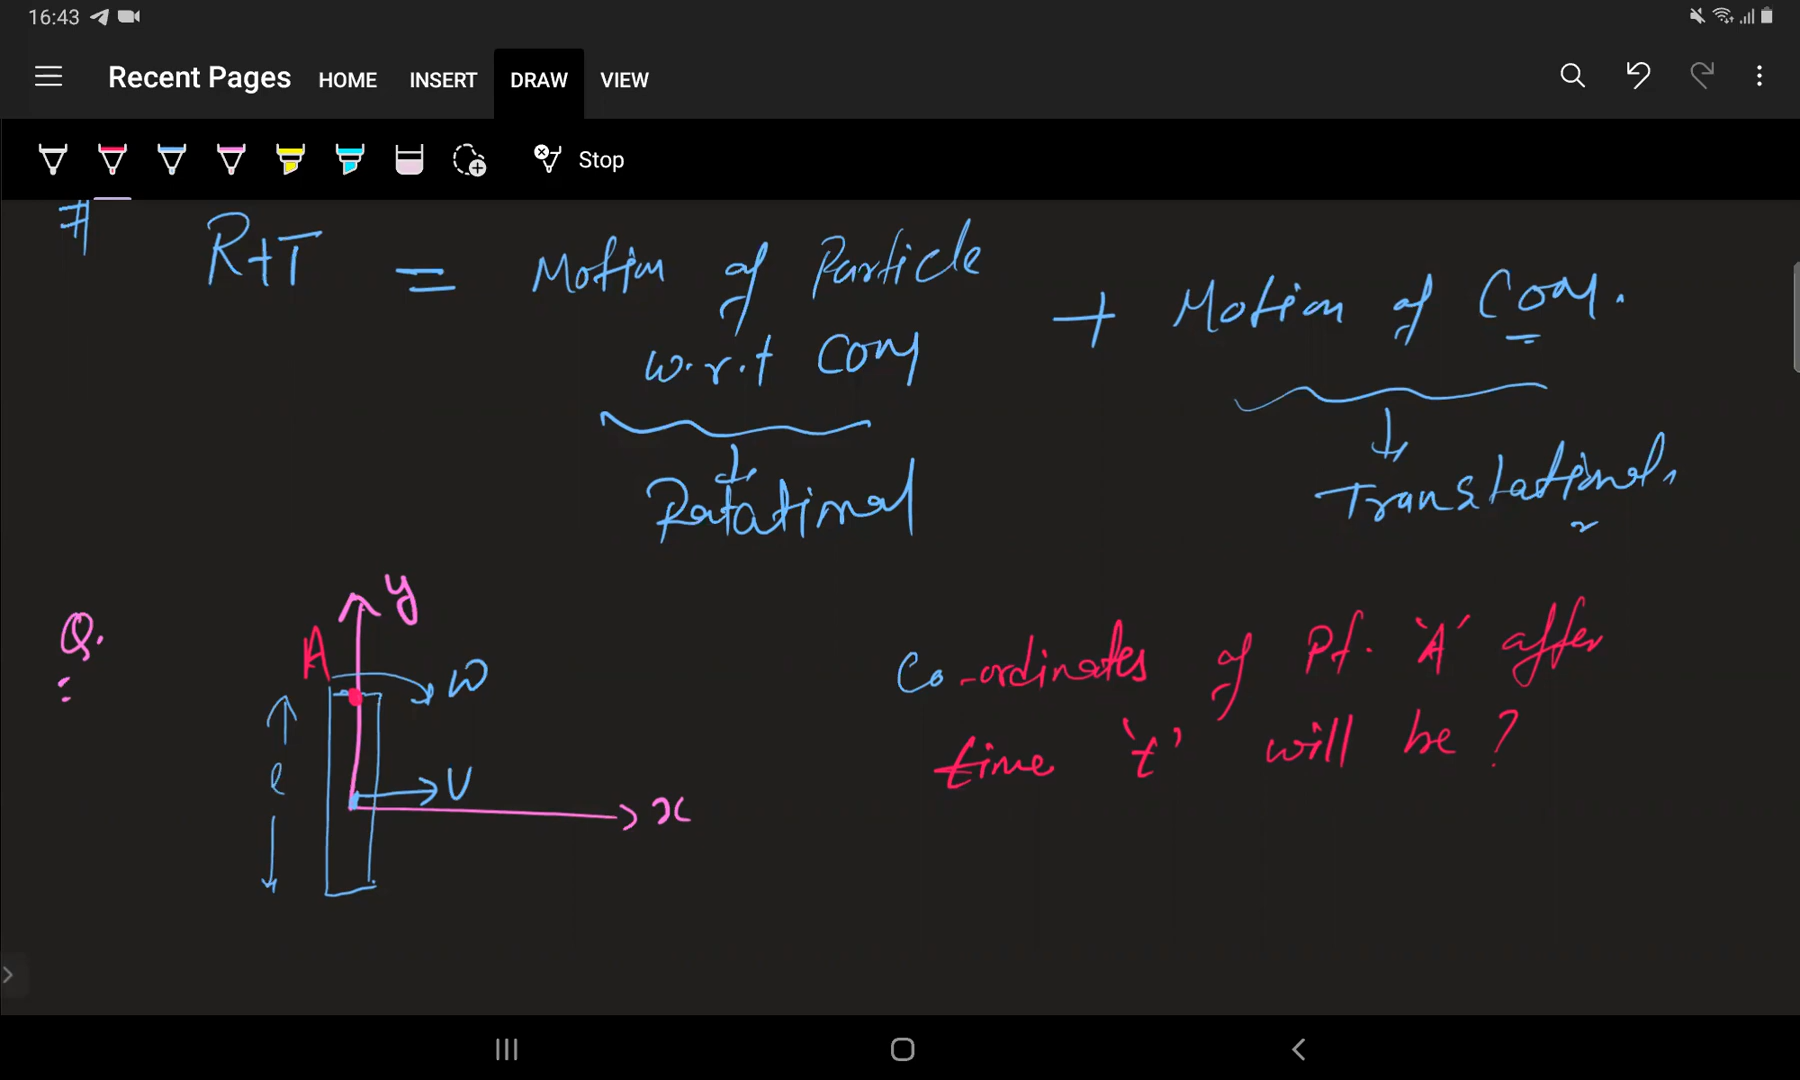 16:43
Recent Pages HOME INSERT DRAW VIEW
Stop
# R+T = Motion of Particle + Motion of COM.
w.r.t COM
Rotational Translational.
Q. y
A ω
l v
x
Co-ordinates of Pt. 'A' after
time 't' will be ?